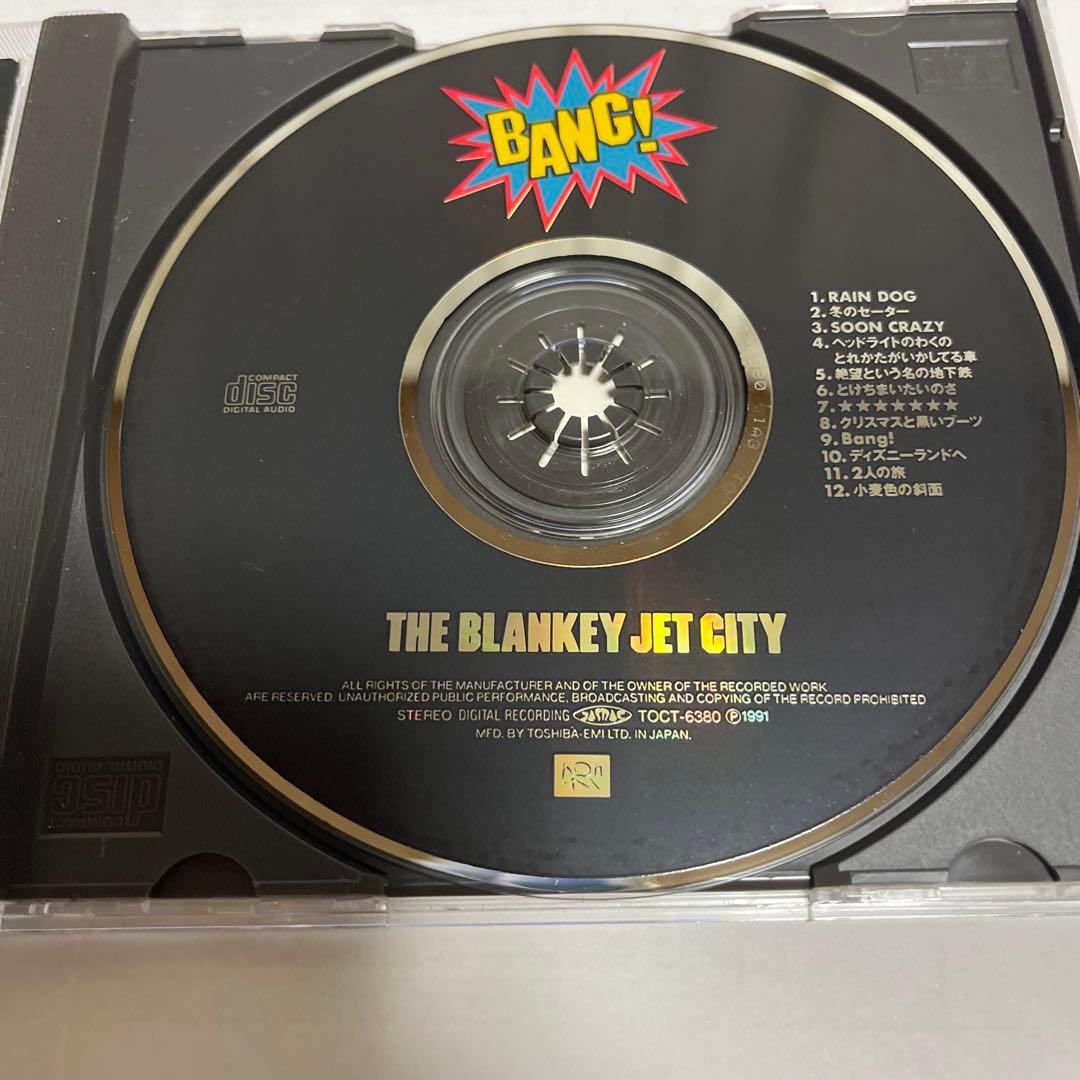 BANG!
COMPACT
disc
DIGITAL AUDIO
1. RAIN DOG
2. 冬のセーター
3. SOON CRAZY
4. ヘッドライトのわくの
とれかたがいかしてる車
5. 絶望という名の地下鉄
6. とけちまいたいのさ
7. ★★★★★★★
8. クリスマスと黒いブーツ
9. Bang!
10. ディズニーランドへ
11. 2人の旅
12. 小麦色の斜面
THE BLANKEY JET CITY
ALL RIGHTS OF THE MANUFACTURER AND OF THE OWNER OF THE RECORDED WORK
ARE RESERVED. UNAUTHORIZED PUBLIC PERFORMANCE, BROADCASTING AND COPYING OF THE RECORD PROHIBITED
STEREO DIGITAL RECORDING JASRAC TOCT-6380 Ⓟ1991
MFD. BY TOSHIBA-EMI LTD. IN JAPAN.
COMPACT
disc
DIGITAL AUDIO